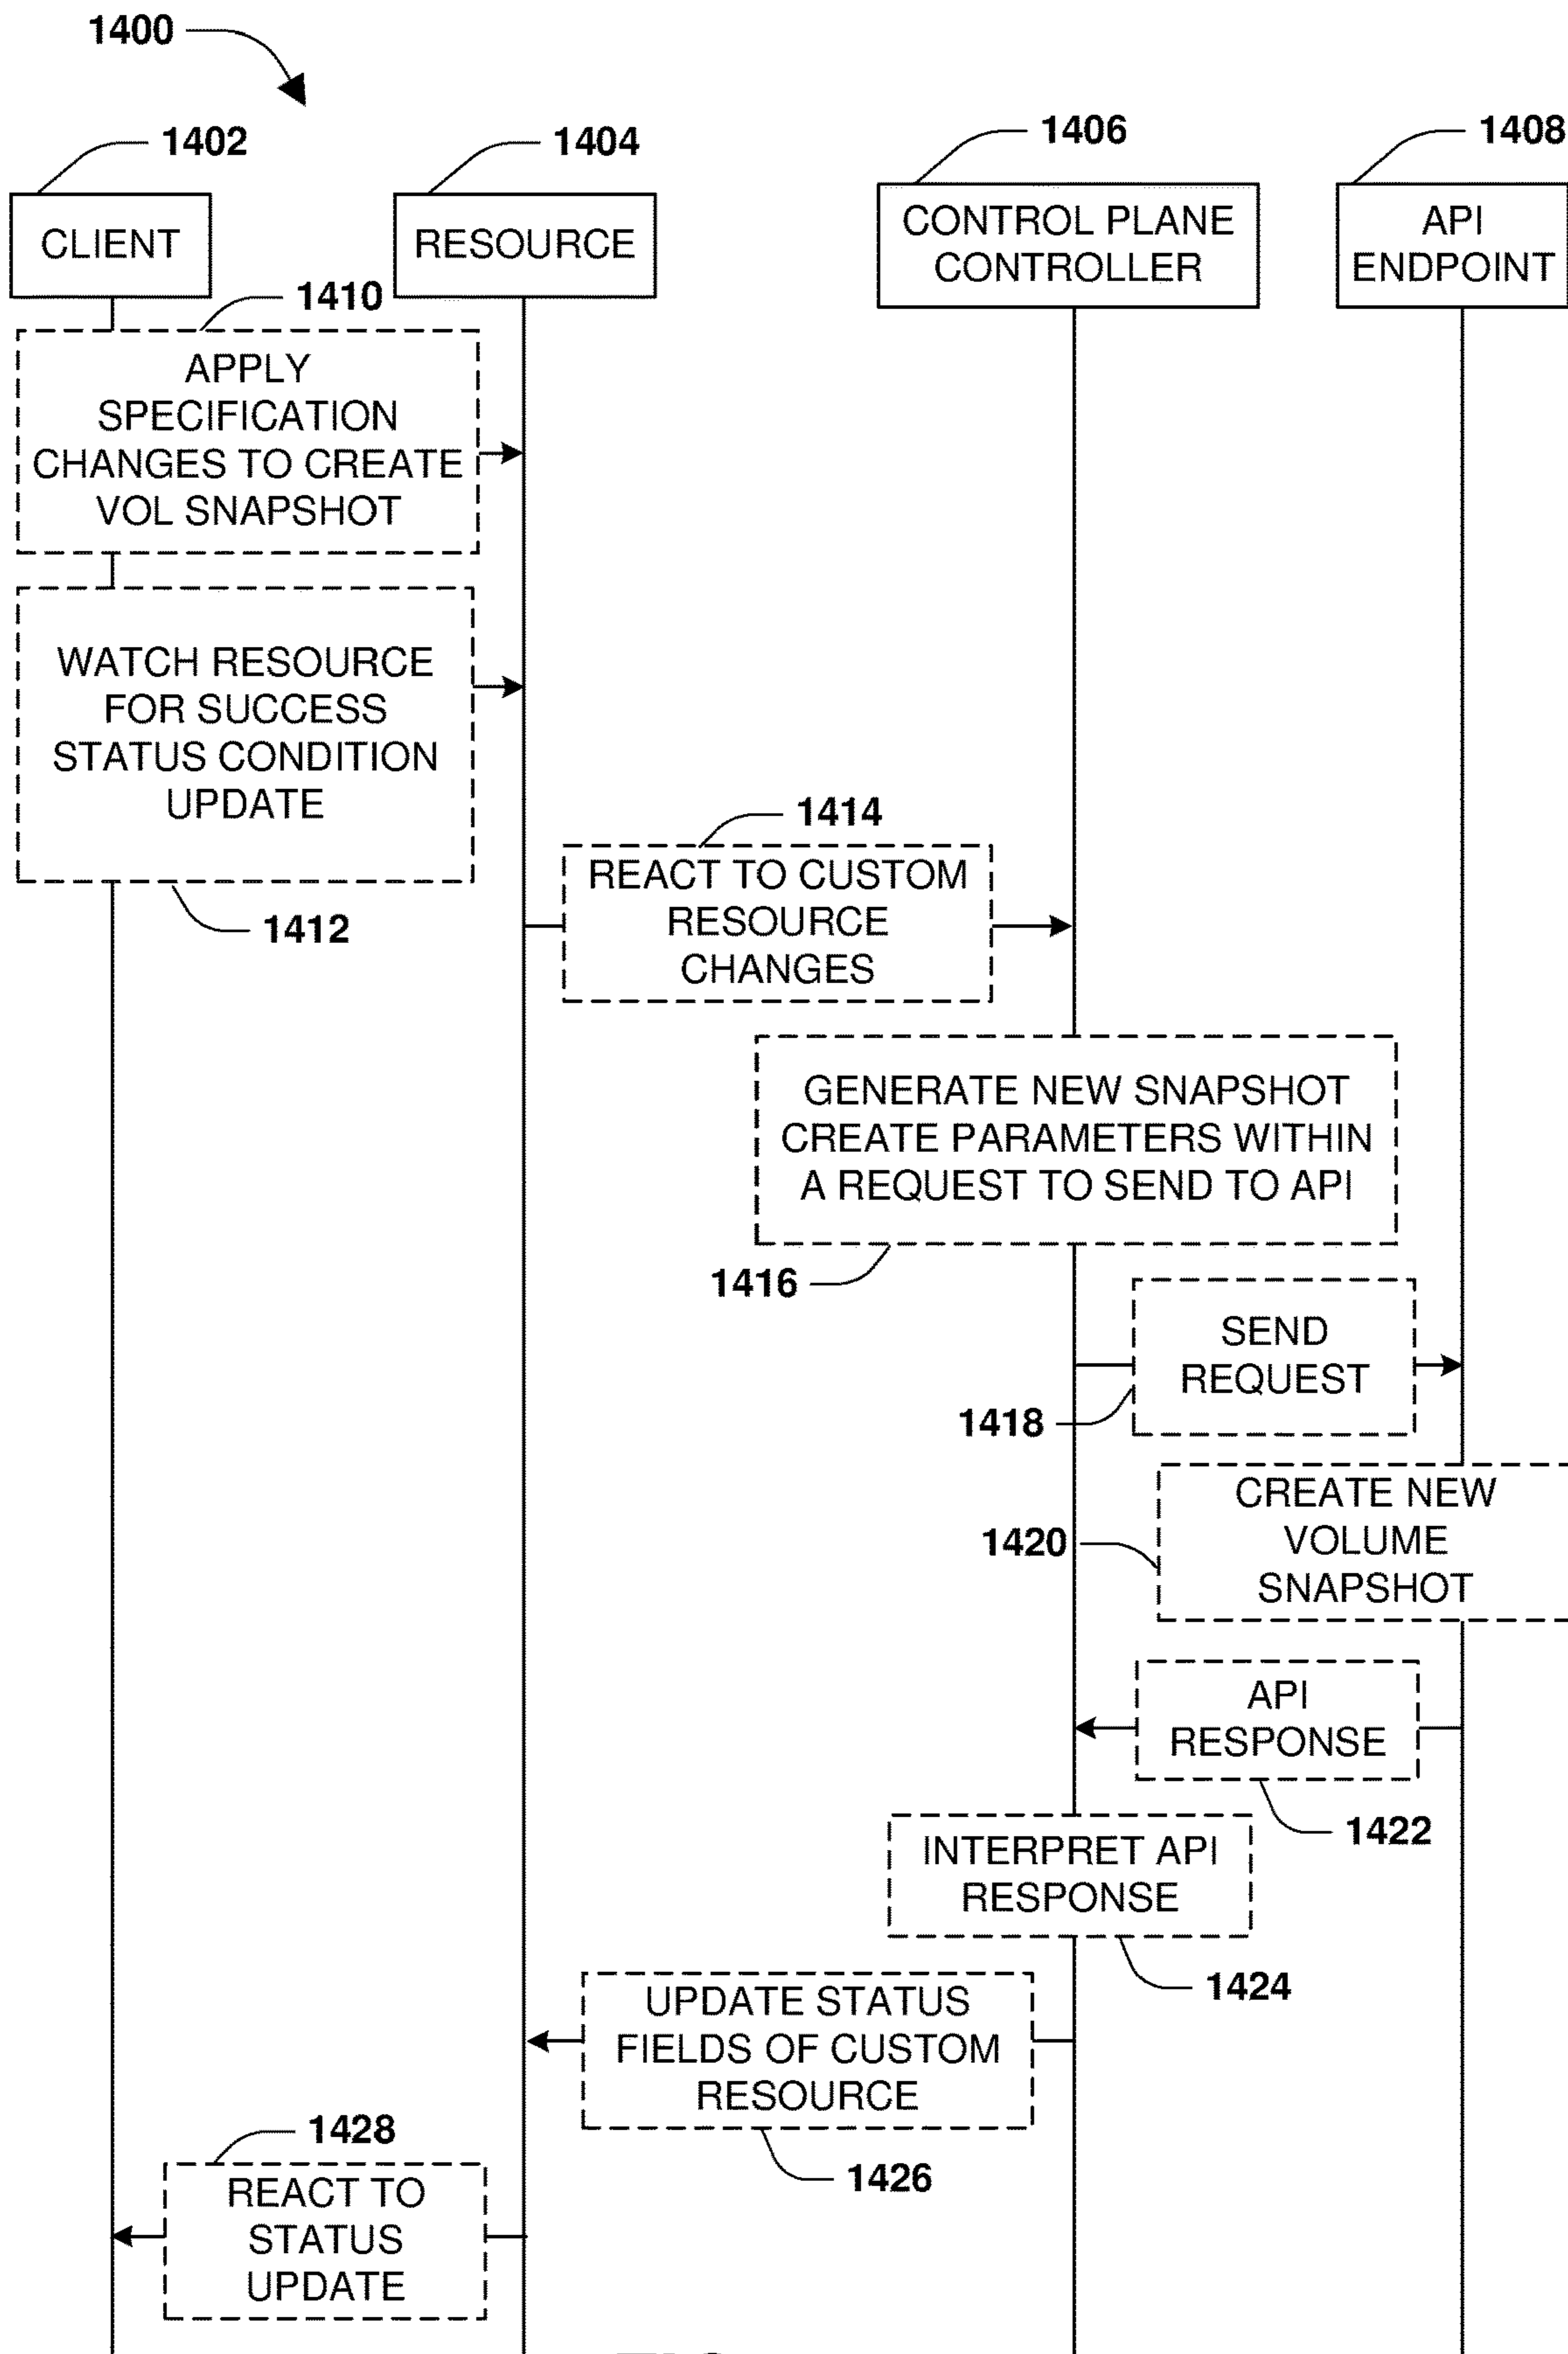 1400
1402
1404
1406
1408
CLIENT
RESOURCE
CONTROL PLANE
CONTROLLER
API
ENDPOINT
1410
APPLY
SPECIFICATION
CHANGES TO CREATE
VOL SNAPSHOT
WATCH RESOURCE
FOR SUCCESS
STATUS CONDITION
UPDATE
1412
1414
REACT TO CUSTOM
RESOURCE
CHANGES
GENERATE NEW SNAPSHOT
CREATE PARAMETERS WITHIN
A REQUEST TO SEND TO API
1416
SEND
REQUEST
1418
CREATE NEW
VOLUME
SNAPSHOT
1420
API
RESPONSE
1422
INTERPRET API
RESPONSE
1424
UPDATE STATUS
FIELDS OF CUSTOM
RESOURCE
1426
1428
REACT TO
STATUS
UPDATE